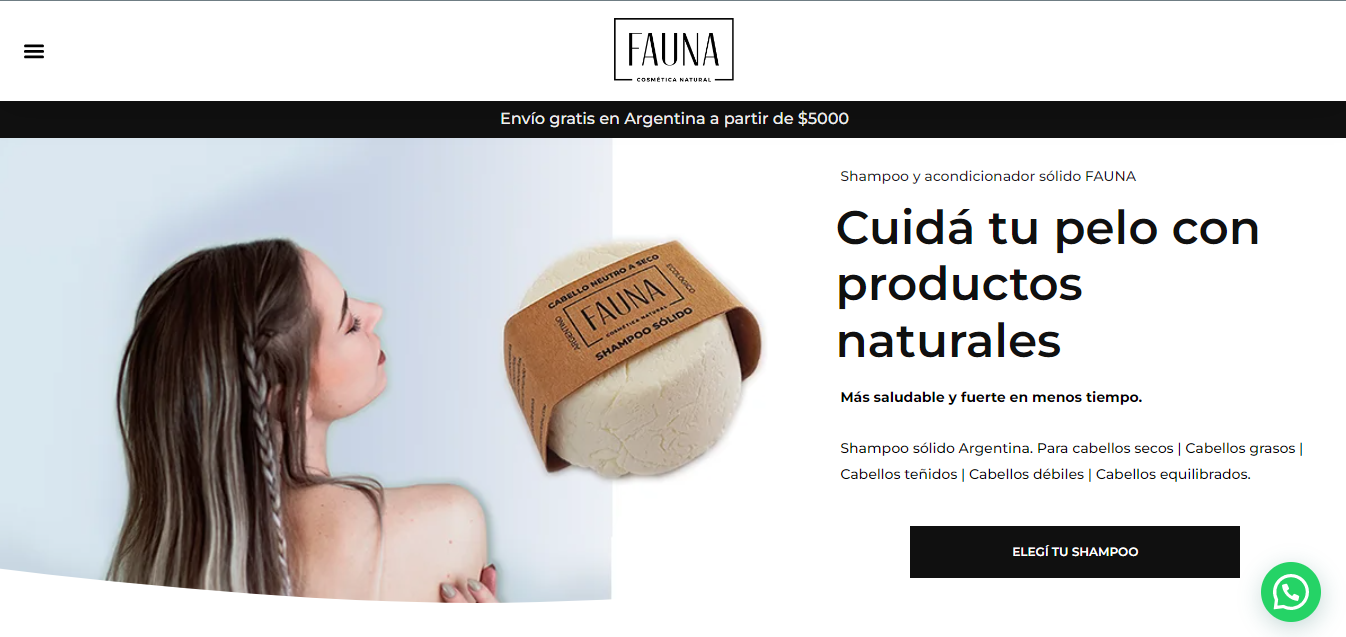 FAUNA
COSMÉTICA NATURAL
Envío gratis en Argentina a partir de $5000
CABELLO NEUTRO A SECO
ARGENTINO
FAUNA
COSMÉTICA NATURAL
ECOLÓGICO
SHAMPOO SÓLIDO
Shampoo y acondicionador sólido FAUNA
Cuidá tu pelo con
productos
naturales
Más saludable y fuerte en menos tiempo.
Shampoo sólido Argentina. Para cabellos secos | Cabellos grasos |
Cabellos teñidos | Cabellos débiles | Cabellos equilibrados.
ELEGÍ TU SHAMPOO